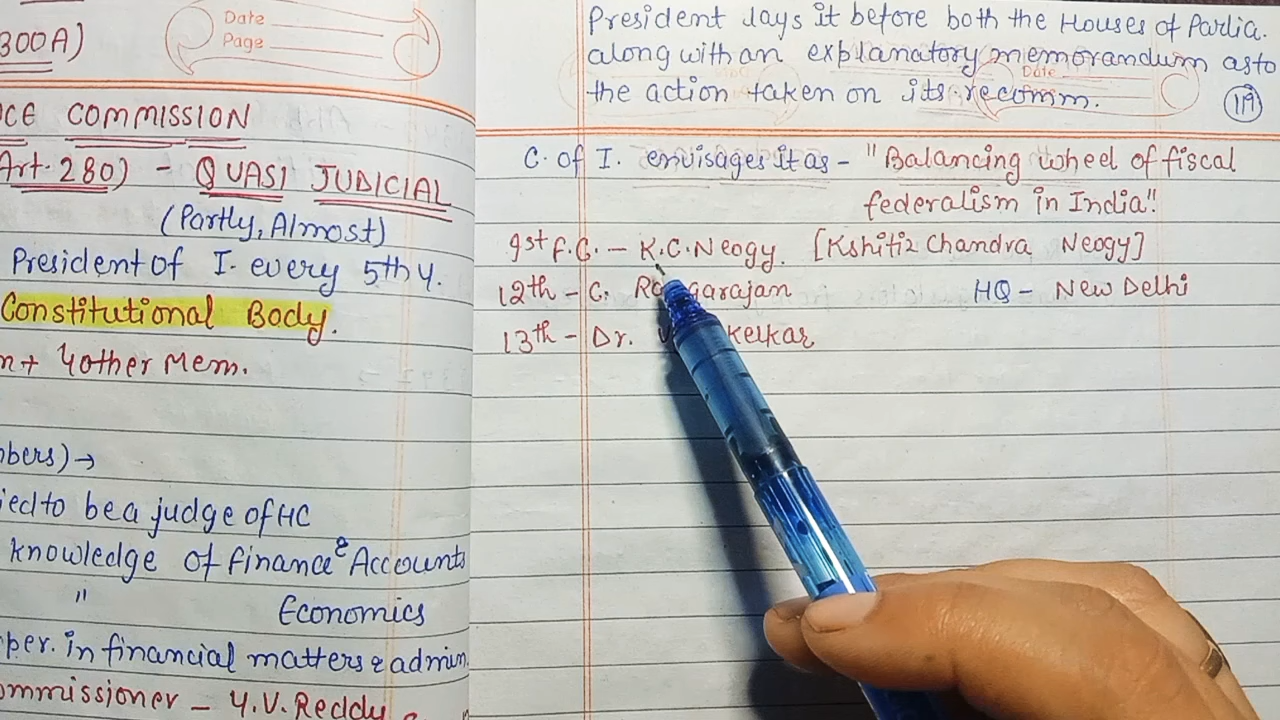 300A)
Date
Page
CE COMMISSION
Art. 280) - QUASI JUDICIAL
(Partly, Almost)
President of I. every 5th Y.
Constitutional Body.
n + 4 other Mem.
bers) →
ied to be a judge of HC
knowledge of finance & Accounts
" Economics
per. in financial matters & admin.
ommissioner - Y.V. Reddy
President lays it before both the Houses of Parlia.
along with an explanatory memorandum as to
Date
the action taken on its recomm.
119
C. of I. envisages it as - "Balancing wheel of fiscal
federalism in India".
1st F.C. - K.C. Neogy. [Kshitiz Chandra Neogy]
12th - C. HQ - New Delhi
13th - Dr. kelkar